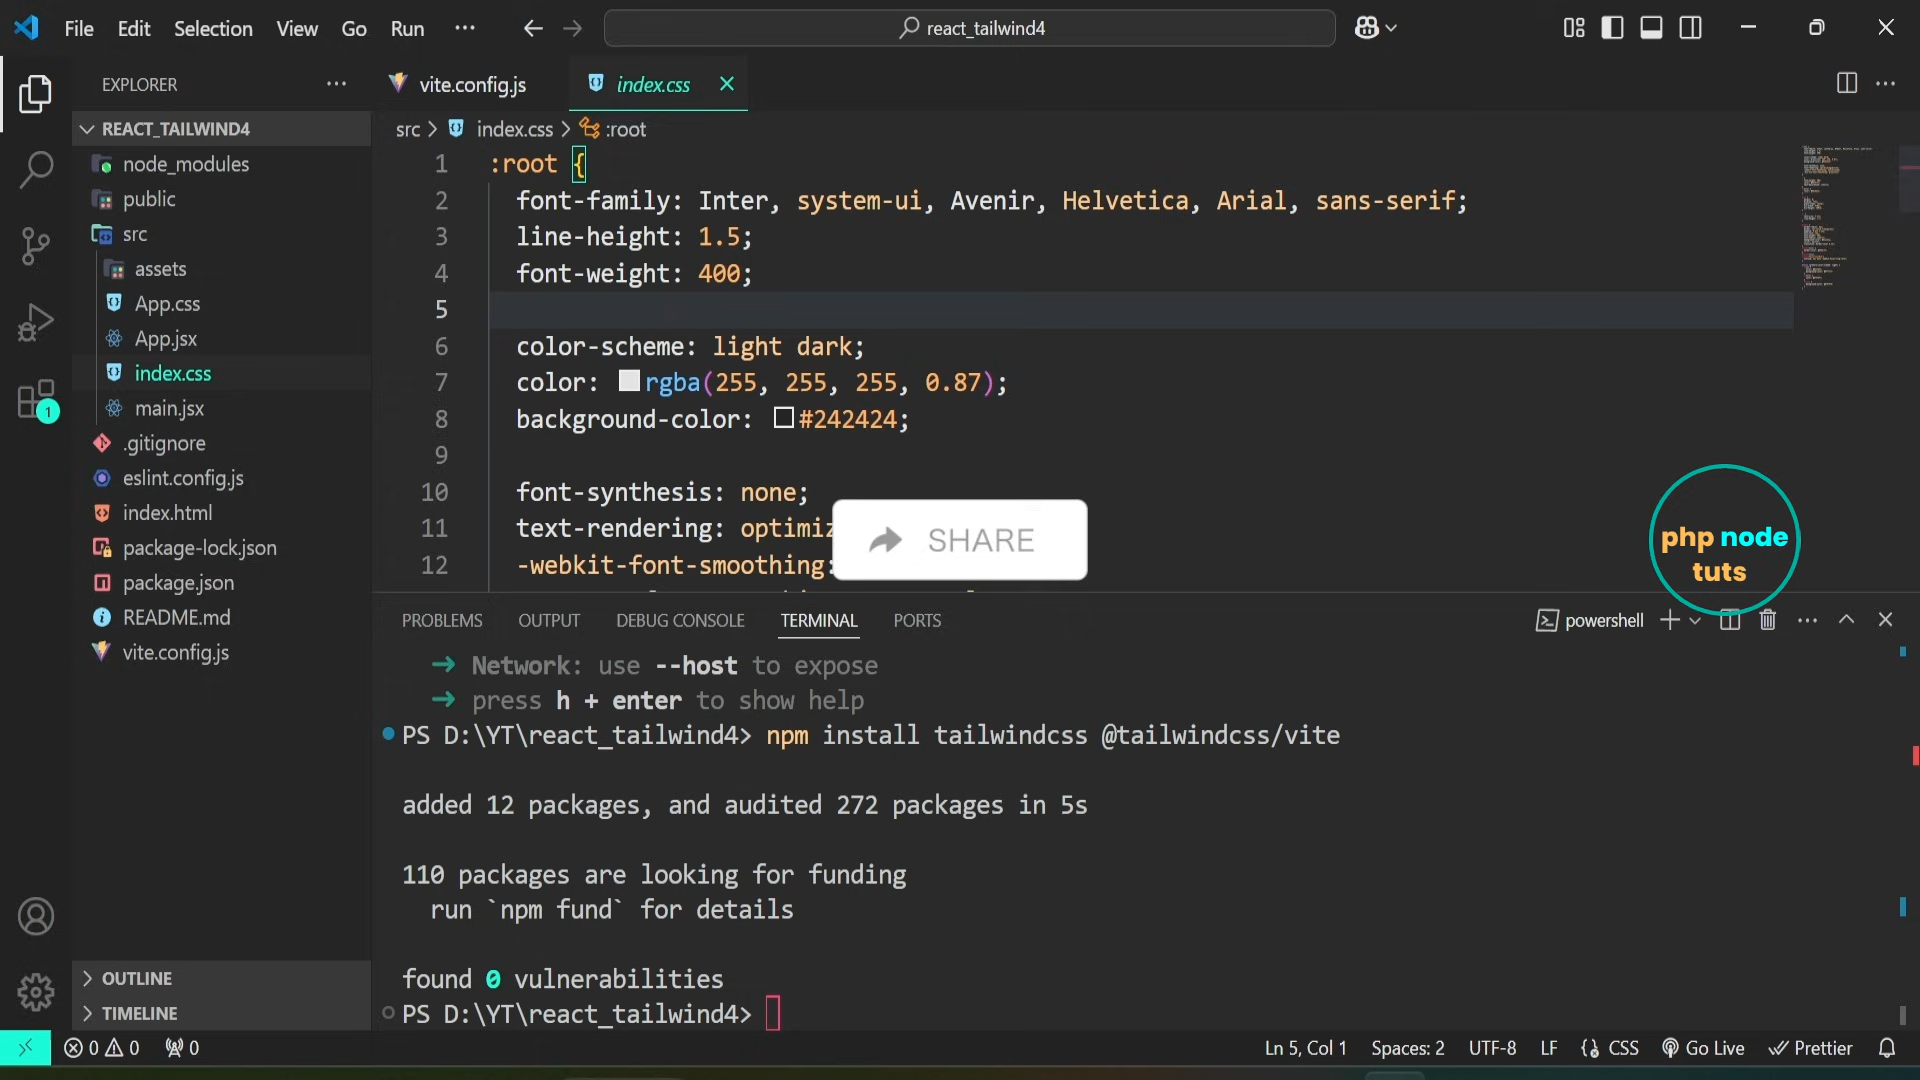 File Edit Selection View Go Run ··· react_tailwind4
EXPLORER ···
REACT_TAILWIND4
node_modules
public
src
assets
App.css
App.jsx
index.css
main.jsx
.gitignore
eslint.config.js
index.html
package-lock.json
package.json
README.md
vite.config.js
OUTLINE
TIMELINE
1
vite.config.js index.css
src > index.css > :root
1 :root {
2 font-family: Inter, system-ui, Avenir, Helvetica, Arial, sans-serif;
3 line-height: 1.5;
4 font-weight: 400;
5
6 color-scheme: light dark;
7 color: rgba(255, 255, 255, 0.87);
8 background-color: #242424;
9
10 font-synthesis: none;
11 text-rendering: optimiz
12 -webkit-font-smoothing:
SHARE
php node
tuts
PROBLEMS OUTPUT DEBUG CONSOLE TERMINAL PORTS powershell
➜ Network: use --host to expose
➜ press h + enter to show help
PS D:\YT\react_tailwind4> npm install tailwindcss @tailwindcss/vite
added 12 packages, and audited 272 packages in 5s
110 packages are looking for funding
run `npm fund` for details
found 0 vulnerabilities
PS D:\YT\react_tailwind4>
0 0 0 Ln 5, Col 1 Spaces: 2 UTF-8 LF CSS Go Live Prettier